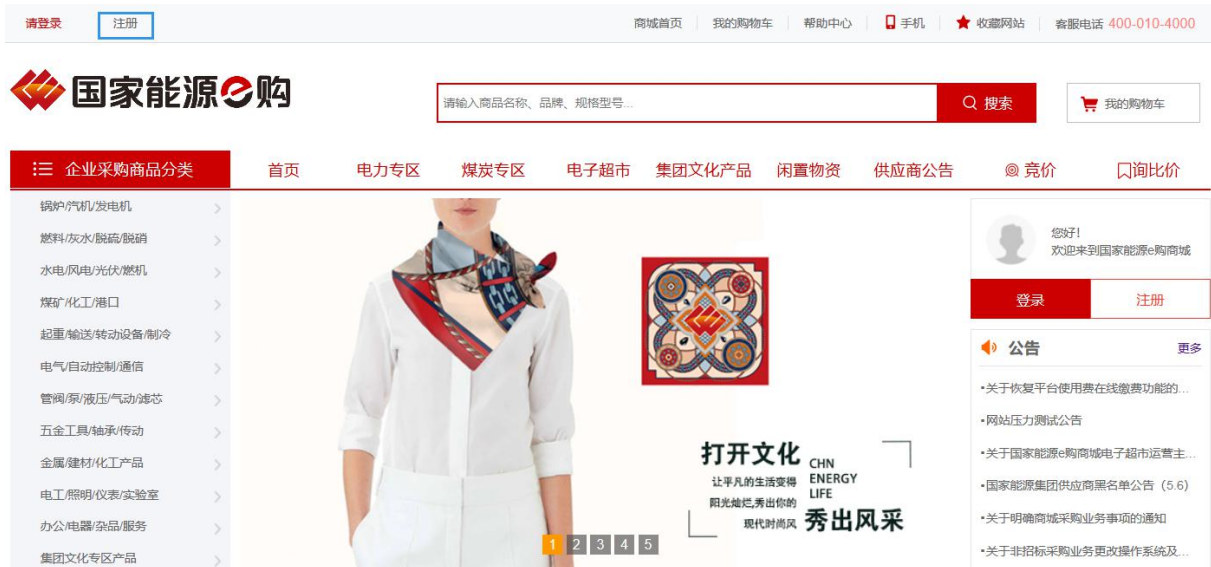 请登录 注册 商城首页 我的购物车 帮助中心 手机 收藏网站 客服电话 400-010-4000
国家能源e购
请输入商品名称、品牌、规格型号...
搜索
我的购物车
企业采购商品分类 首页 电力专区 煤炭专区 电子超市 集团文化产品 闲置物资 供应商公告 竞价 询比价
锅炉/汽机/发电机
燃料/灰水/脱硫/脱硝
水电/风电/光伏/燃机
煤矿/化工/港口
起重/输送/转动设备/制冷
电气/自动控制/通信
管阀/泵/液压/气动/滤芯
五金工具/轴承/传动
金属/建材/化工产品
电工/照明/仪表/实验室
办公/电器/杂品/服务
集团文化专区产品
打开文化
让平凡的生活变得
阳光灿烂,秀出你的
现代时尚风
CHN
ENERGY
LIFE
秀出风采
1 2 3 4 5
您好!
欢迎来到国家能源e购商城
登录 注册
公告 更多
•关于恢复平台使用费在线缴费功能的...
•网站压力测试公告
•关于国家能源e购商城电子超市运营主...
•国家能源集团供应商黑名单公告（5.6）
•关于明确商城采购业务事项的通知
•关于非招标采购业务更改操作系统及...